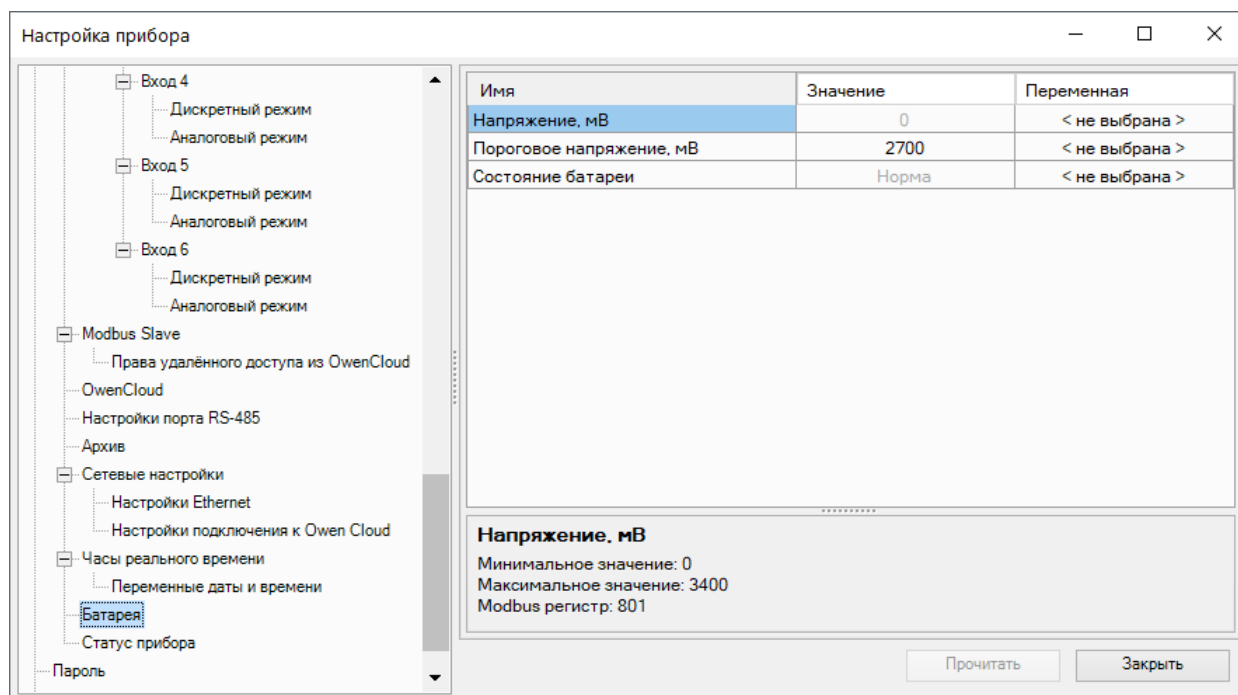 Настройка прибора
Вход 4
Дискретный режим
Аналоговый режим
Вход 5
Дискретный режим
Аналоговый режим
Вход 6
Дискретный режим
Аналоговый режим
Modbus Slave
Права удалённого доступа из OwenCloud
OwenCloud
Настройки порта RS-485
Архив
Сетевые настройки
Настройки Ethernet
Настройки подключения к Owen Cloud
Часы реального времени
Переменные даты и времени
Батарея
Статус прибора
Пароль
Имя Значение Переменная
Напряжение, мВ 0 < не выбрана >
Пороговое напряжение, мВ 2700 < не выбрана >
Состояние батареи Норма < не выбрана >
Напряжение, мВ
Минимальное значение: 0
Максимальное значение: 3400
Modbus регистр: 801
Прочитать Закрыть